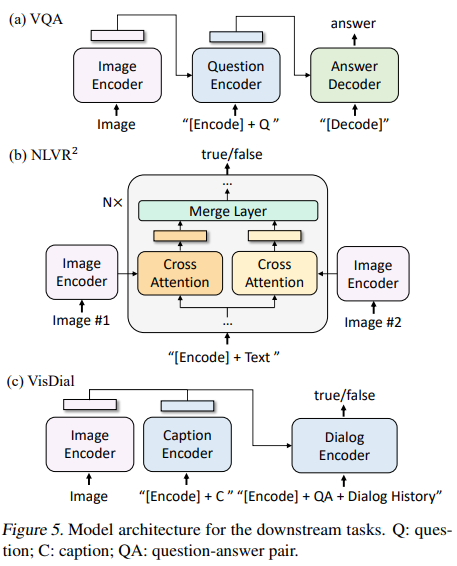 (a) VQA
answer
Image
Encoder
Question
Encoder
Answer
Decoder
Image
“[Encode] + Q ”
“[Decode]”
(b) NLVR²
true/false
...
N×
Merge Layer
Image
Encoder
Cross
Attention
Cross
Attention
Image
Encoder
Image #1
...
Image #2
“[Encode] + Text ”
(c) VisDial
true/false
Image
Encoder
Caption
Encoder
Dialog
Encoder
Image
“[Encode] + C ”
“[Encode] + QA + Dialog History”
Figure 5. Model architecture for the downstream tasks. Q: ques-
tion; C: caption; QA: question-answer pair.